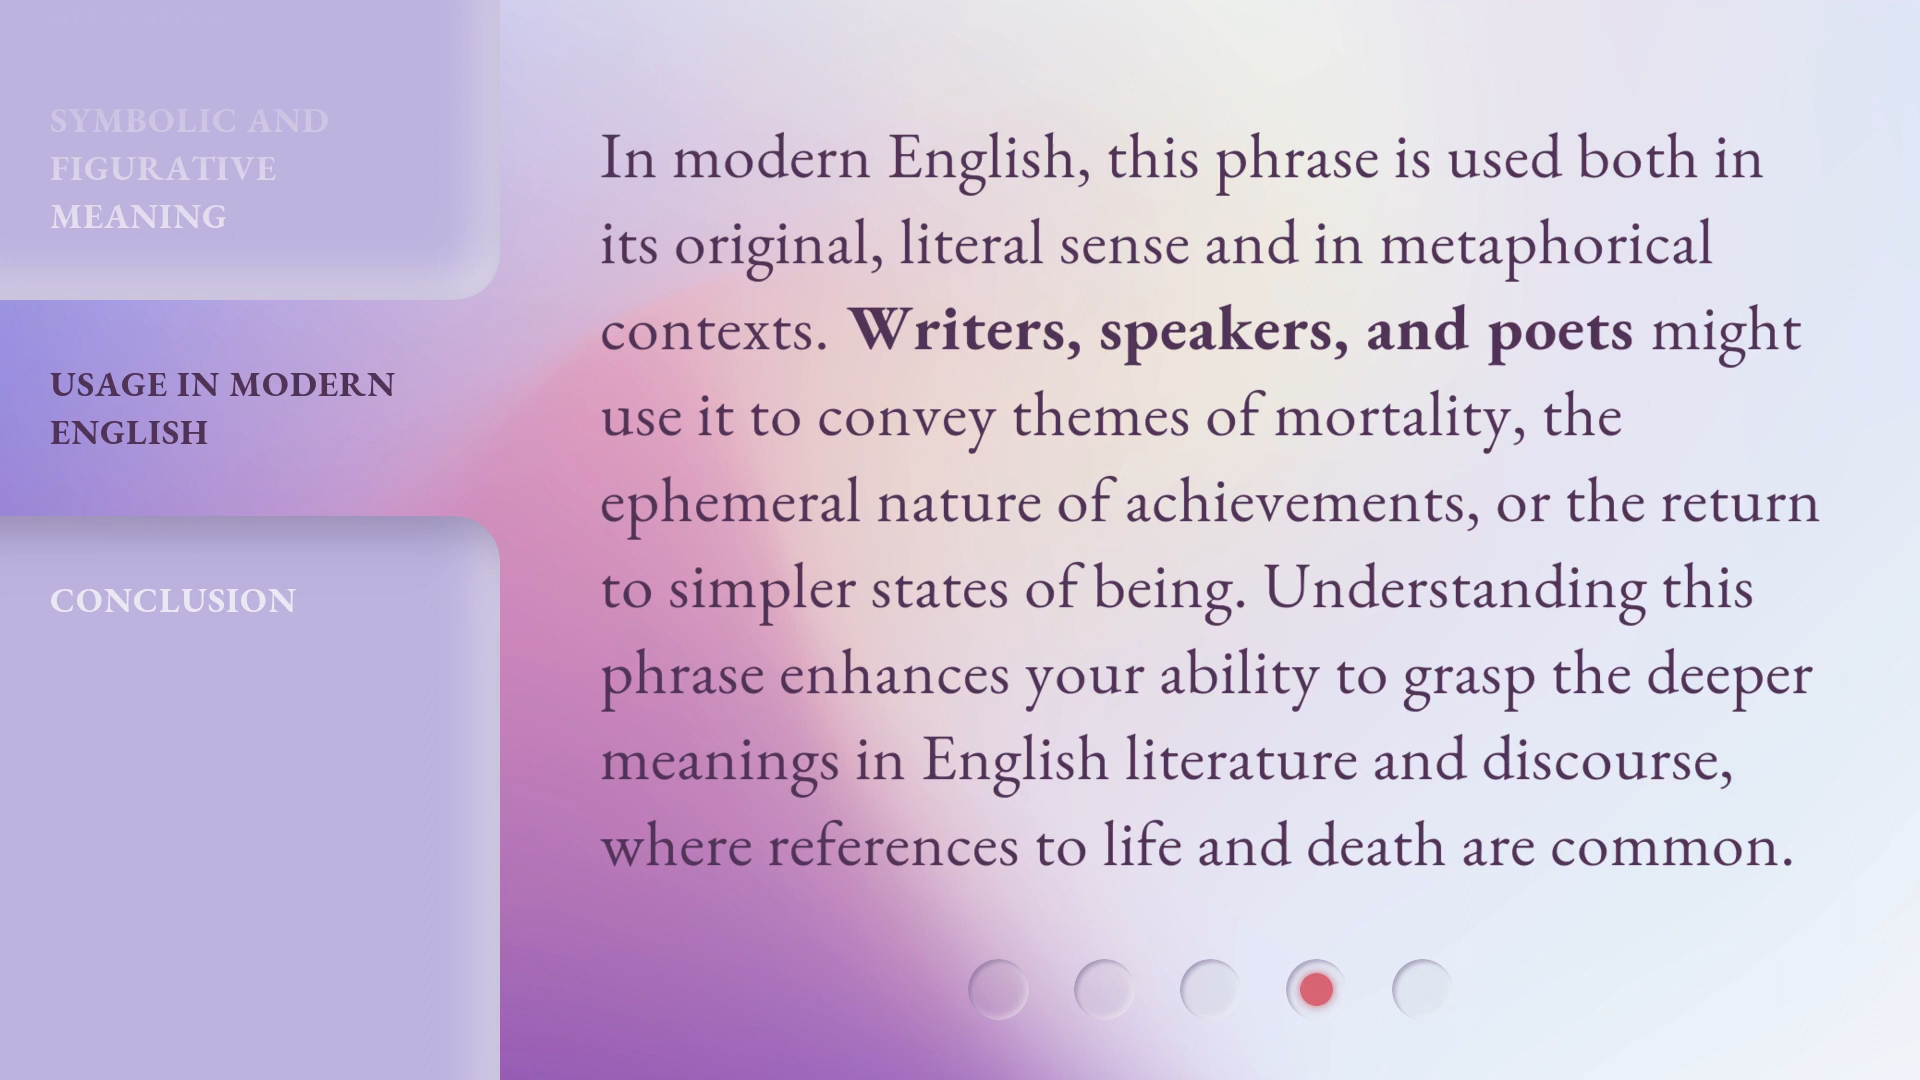 SYMBOLIC AND
FIGURATIVE
MEANING
USAGE IN MODERN
ENGLISH
CONCLUSION
In modern English, this phrase is used both in
its original, literal sense and in metaphorical
contexts. Writers, speakers, and poets might
use it to convey themes of mortality, the
ephemeral nature of achievements, or the return
to simpler states of being. Understanding this
phrase enhances your ability to grasp the deeper
meanings in English literature and discourse,
where references to life and death are common.